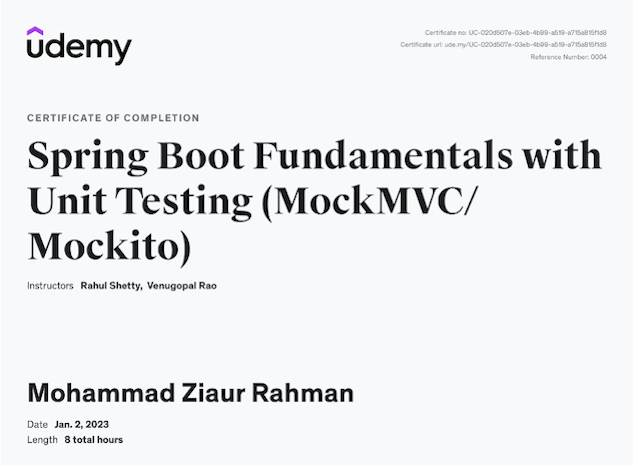 udemy
Certificate no: UC-020d507e-03eb-4b99-a519-a715a815f1d8
Certificate url: ude.my/UC-020d507e-03eb-4b99-a519-a715a815f1d8
Reference Number: 0004
CERTIFICATE OF COMPLETION
Spring Boot Fundamentals with
Unit Testing (MockMVC/
Mockito)
Instructors Rahul Shetty, Venugopal Rao
Mohammad Ziaur Rahman
Date Jan. 2, 2023
Length 8 total hours